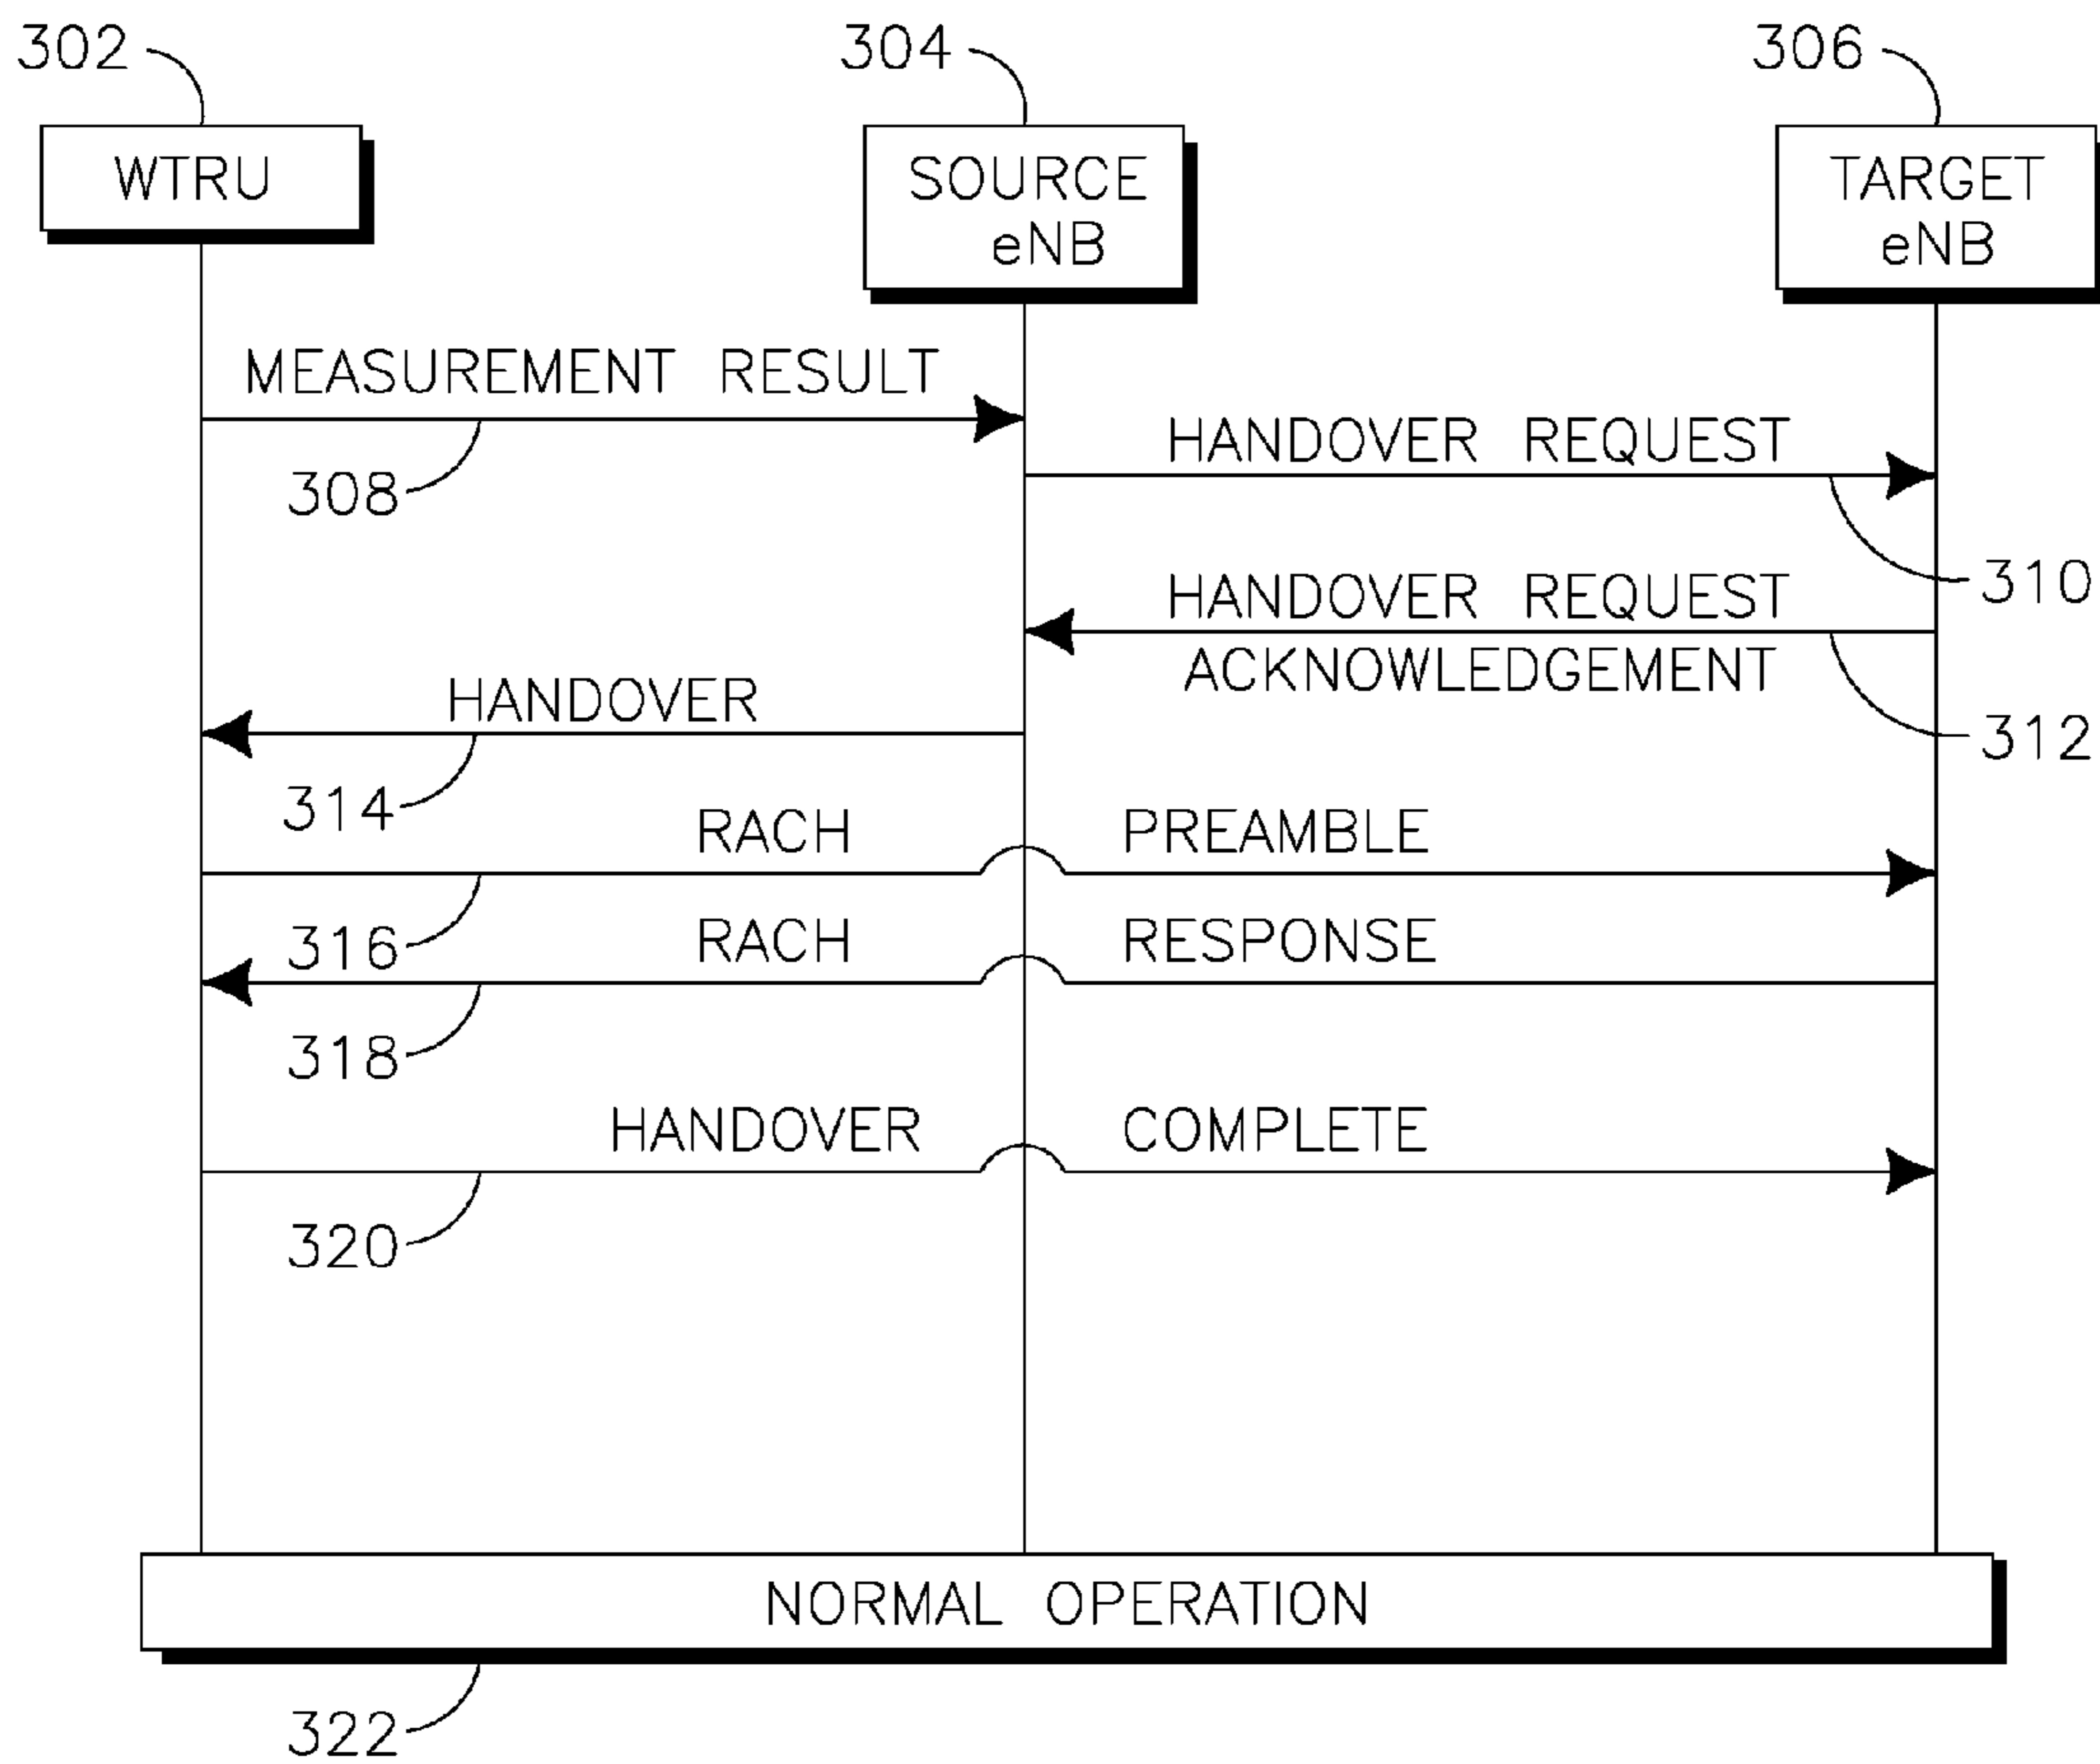 302
304
306
WTRU
SOURCE
eNB
TARGET
eNB
MEASUREMENT RESULT
308
HANDOVER REQUEST
310
HANDOVER REQUEST
ACKNOWLEDGEMENT
312
HANDOVER
314
RACH PREAMBLE
316
RACH RESPONSE
318
HANDOVER COMPLETE
320
NORMAL OPERATION
322